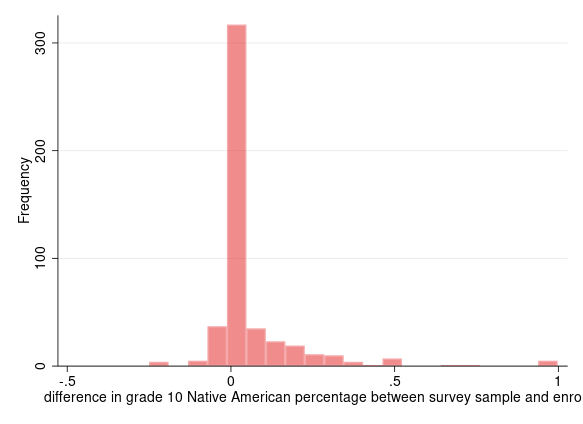 300
200
100
0
Frequency
-.5 0 .5 1
difference in grade 10 Native American percentage between survey sample and enro